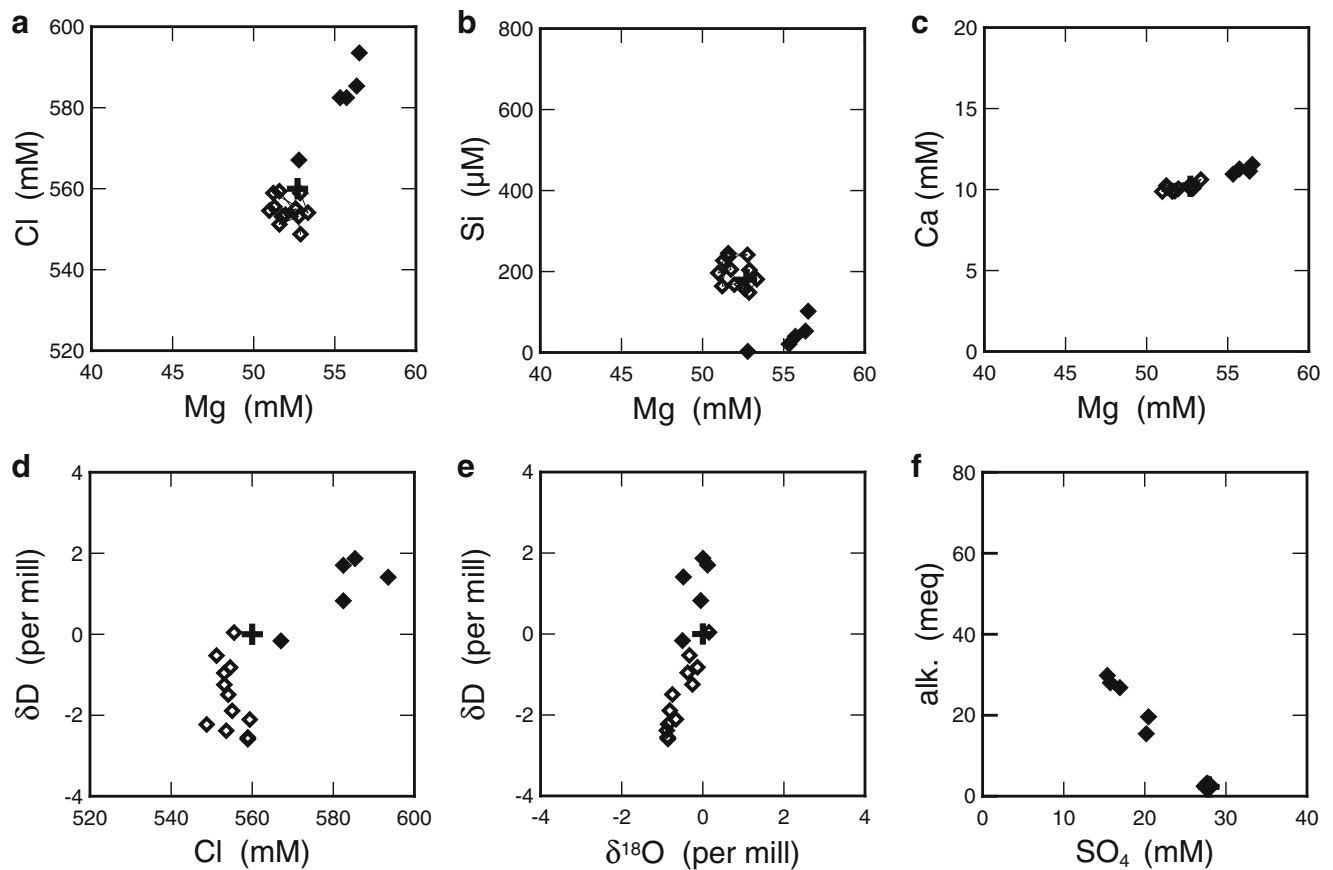 a
600
580
560
540
520
Cl (mM)
40 45 50 55 60
Mg (mM)
b
800
600
400
200
0
Si (μM)
40 45 50 55 60
Mg (mM)
c
20
15
10
5
0
Ca (mM)
40 45 50 55 60
Mg (mM)
d
4
2
0
-2
-4
δD (per mill)
520 540 560 580 600
Cl (mM)
e
4
2
0
-2
-4
δD (per mill)
-4 -2 0 2 4
δ¹⁸O (per mill)
f
80
60
40
20
0
alk. (meq)
0 10 20 30 40
SO₄ (mM)